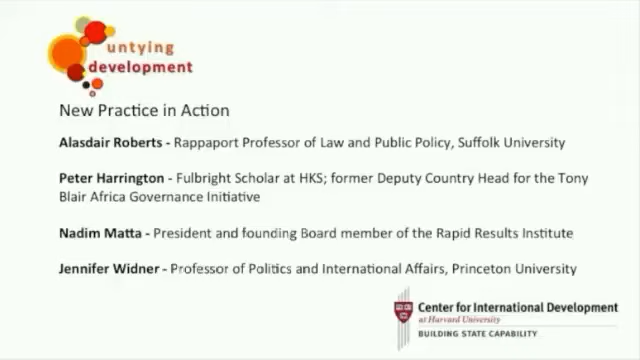 untying
development
New Practice in Action
Alasdair Roberts - Rappaport Professor of Law and Public Policy, Suffolk University
Peter Harrington - Fulbright Scholar at HKS; former Deputy Country Head for the Tony
Blair Africa Governance Initiative
Nadim Matta - President and founding Board member of the Rapid Results Institute
Jennifer Widner - Professor of Politics and International Affairs, Princeton University
Center for International Development
at Harvard University
BUILDING STATE CAPABILITY